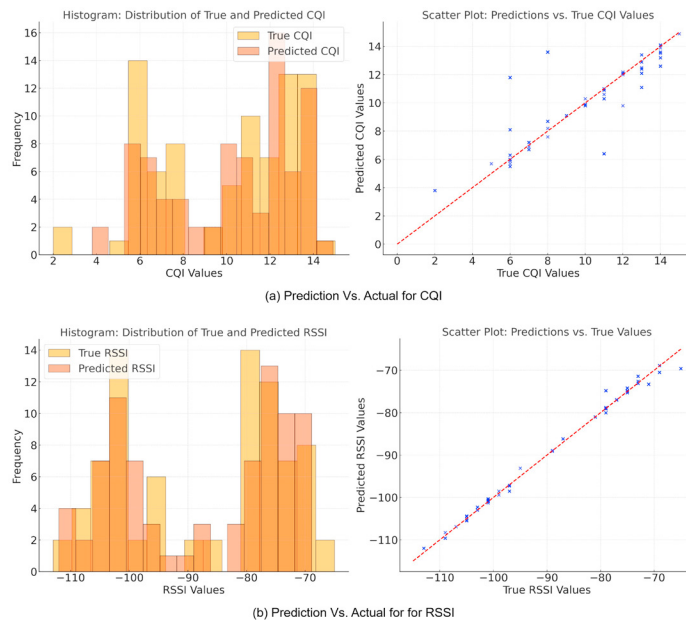 Histogram: Distribution of True and Predicted CQI
True CQI
Predicted CQI
Frequency
16
14
12
10
8
6
4
2
0
2 4 6 8 10 12 14
CQI Values
Scatter Plot: Predictions vs. True CQI Values
Predicted CQI Values
14
12
10
8
6
4
2
0
0 2 4 6 8 10 12 14
True CQI Values
(a) Prediction Vs. Actual for CQI
Histogram: Distribution of True and Predicted RSSI
True RSSI
Predicted RSSI
Frequency
14
12
10
8
6
4
2
0
−110 −100 −90 −80 −70
RSSI Values
Scatter Plot: Predictions vs. True Values
Predicted RSSI Values
−70
−80
−90
−100
−110
−110 −100 −90 −80 −70
True RSSI Values
(b) Prediction Vs. Actual for for RSSI